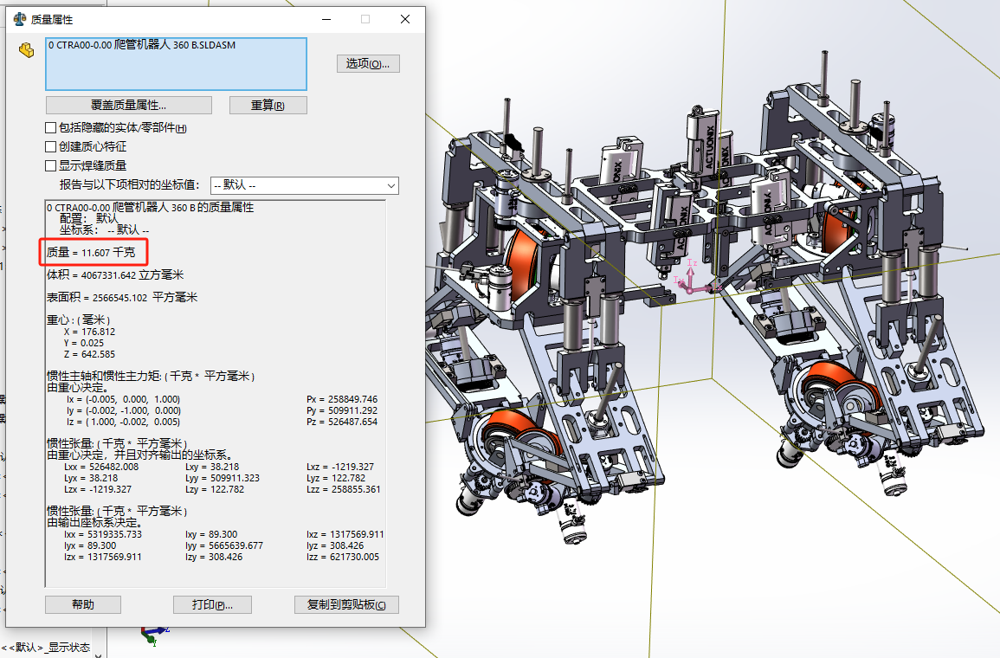 质量属性
0 CTRA00-0.00 爬管机器人 360 B.SLDASM
选项(O)...
覆盖质量属性...
重算(R)
包括隐藏的实体/零部件(H)
创建质心特征
显示焊缝质量
报告与以下项相对的坐标值:
-- 默认 --
0 CTRA00-0.00 爬管机器人 360 B 的质量属性
配置: 默认
坐标系: -- 默认 --
质量 = 11.607 千克
体积 = 4067331.642 立方毫米
表面积 = 2566545.102 平方毫米
重心 : ( 毫米 )
X = 176.812
Y = 0.025
Z = 642.585
惯性主轴和惯性主力矩: ( 千克 * 平方毫米 )
由重心决定。
Ix = (-0.005, 0.000, 1.000) Px = 258849.746
Iy = (-0.002, -1.000, 0.000) Py = 509911.292
Iz = ( 1.000, -0.002, 0.005) Pz = 526487.654
惯性张量: ( 千克 * 平方毫米 )
由重心决定，并且对齐输出的坐标系。
Lxx = 526482.008 Lxy = 38.218 Lxz = -1219.327
Lyx = 38.218 Lyy = 509911.323 Lyz = 122.782
Lzx = -1219.327 Lzy = 122.782 Lzz = 258855.361
惯性张量: ( 千克 * 平方毫米 )
由输出座标系决定。
Ixx = 5319335.733 Ixy = 89.300 Ixz = 1317569.911
Iyx = 89.300 Iyy = 5665639.677 Iyz = 308.426
Izx = 1317569.911 Izy = 308.426 Izz = 621730.005
帮助
打印(P)...
复制到剪贴板(C)
<<默认>_显示状态
ACTUONIX
ACTUONIX
ACTUONIX
ACTUONIX
ACTUONIX
Iz